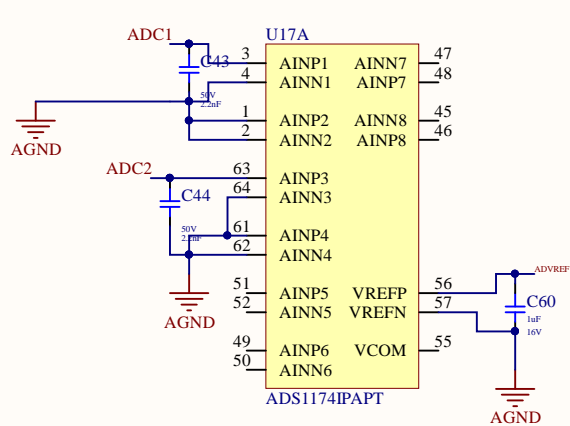 ADC1
U17A
C43
50V
2.2nF
3 AINP1 AINN7 47
4 AINN1 AINP7 48
1 AINP2 AINN8 45
2 AINN2 AINP8 46
AGND
ADC2
63 AINP3
64 AINN3
C44
50V
2.2nF
61 AINP4
62 AINN4
AGND
51 AINP5 VREFP 56
52 AINN5 VREFN 57
ADVREF
C60
1uF
16V
49 AINP6 VCOM 55
50 AINN6
ADS1174IPAPT
AGND